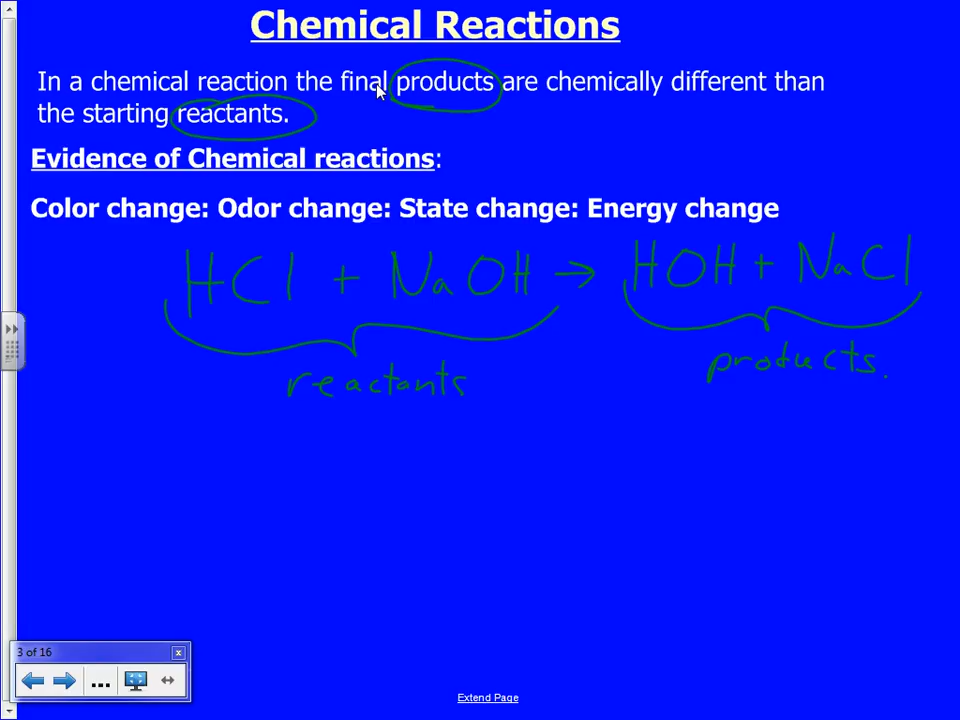 Chemical Reactions
In a chemical reaction the final products are chemically different than
the starting reactants.
Evidence of Chemical reactions:
Color change: Odor change: State change: Energy change
HCl + NaOH → HOH + NaCl
reactants
products.
3 of 16
x
...
Extend Page